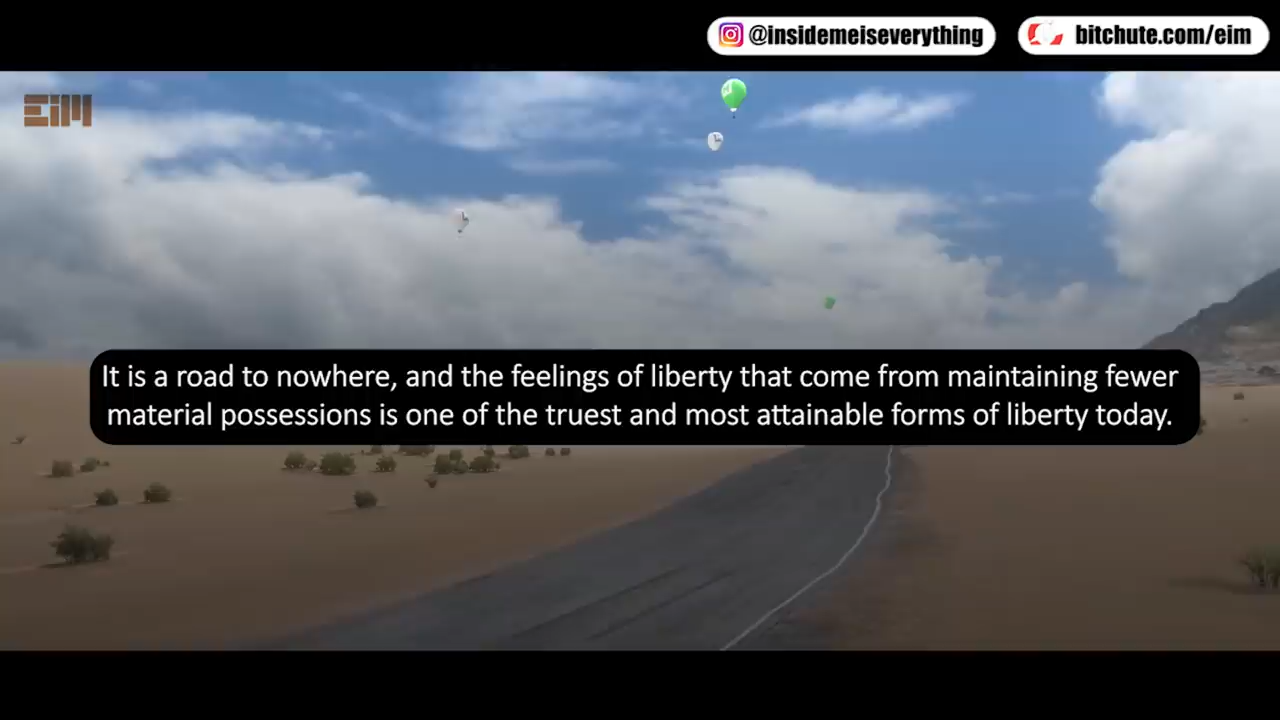 @insidemeiseverything
bitchute.com/eim
EiM
It is a road to nowhere, and the feelings of liberty that come from maintaining fewer
material possessions is one of the truest and most attainable forms of liberty today.